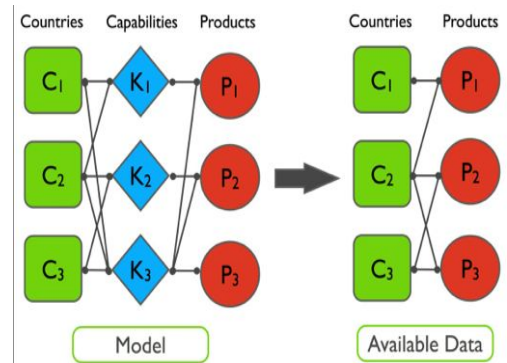 Countries Capabilities Products Countries Products
C1 K1 P1 C1 P1
C2 K2 P2 C2 P2
C3 K3 P3 C3 P3
Model Available Data